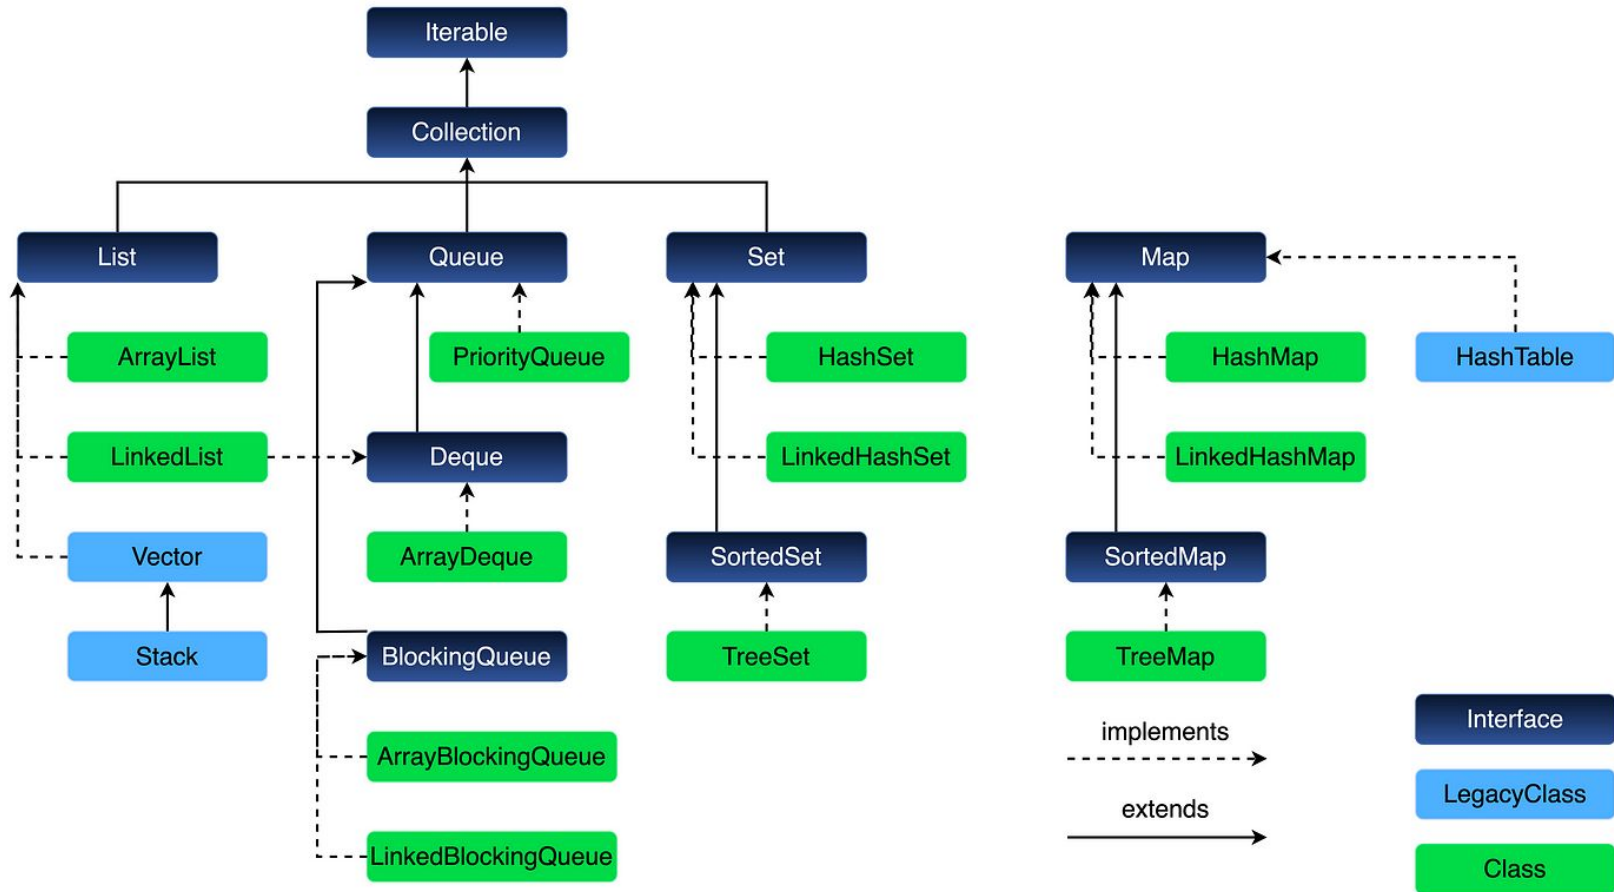 Iterable
Collection
List
Queue
Set
Map
ArrayList
PriorityQueue
HashSet
HashMap
HashTable
LinkedList
Deque
LinkedHashSet
LinkedHashMap
Vector
ArrayDeque
SortedSet
SortedMap
Stack
BlockingQueue
TreeSet
TreeMap
ArrayBlockingQueue
LinkedBlockingQueue
implements
extends
Interface
LegacyClass
Class